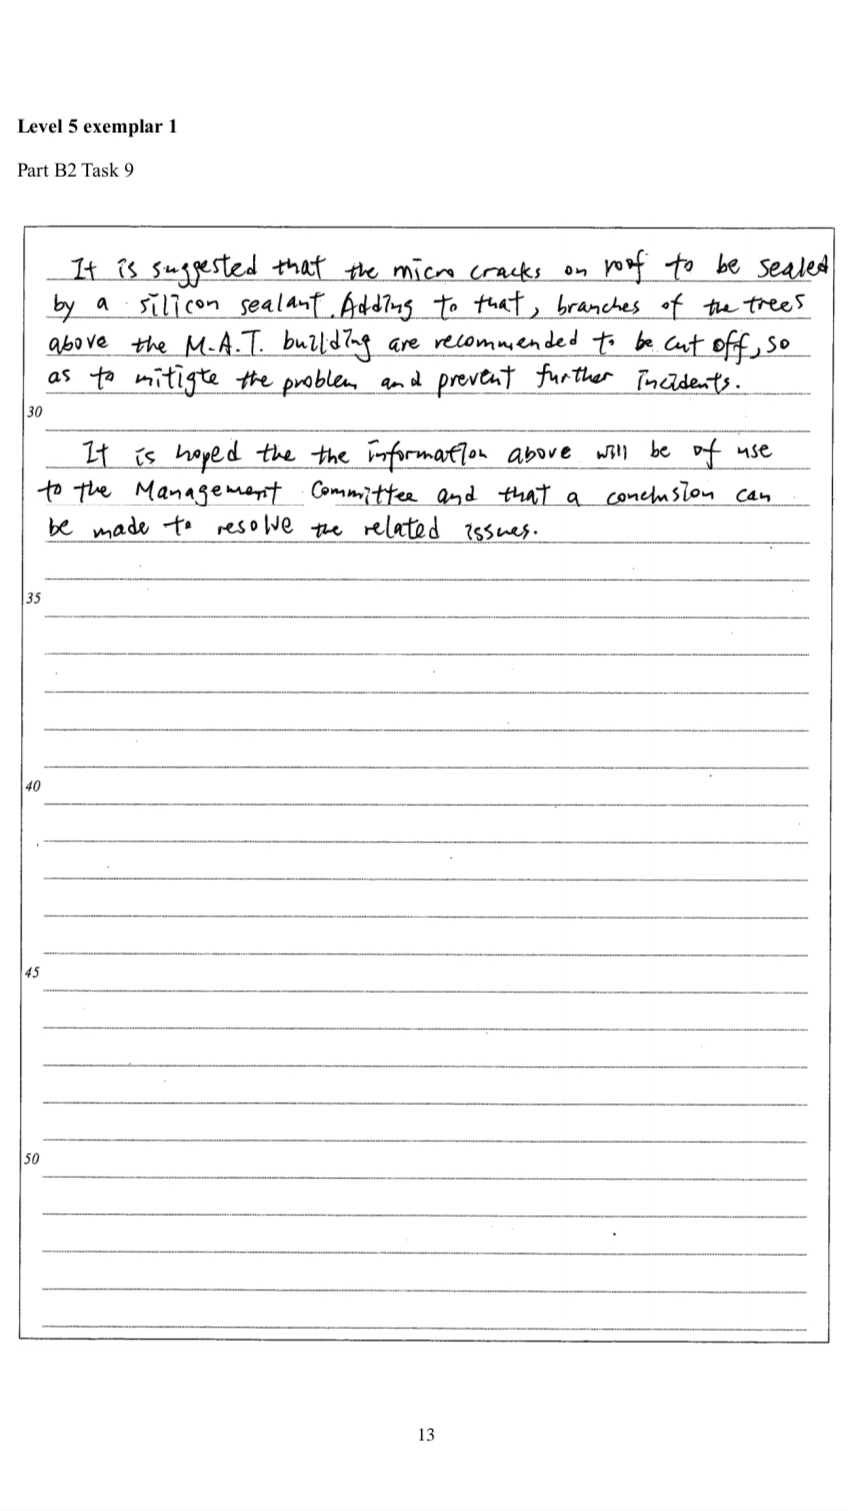 Level 5 exemplar 1
Part B2 Task 9
It is suggested that the micro cracks on roof to be sealed
by a silicon sealant. Adding to that, branches of the trees
above the M.A.T. building are recommended to be cut off, so
as to mitigte the problem and prevent further incidents.
30
It is hoped the the information above will be of use
to the Management Committee and that a conclusion can
be made to resolve the related issues.
35
40
45
50
13